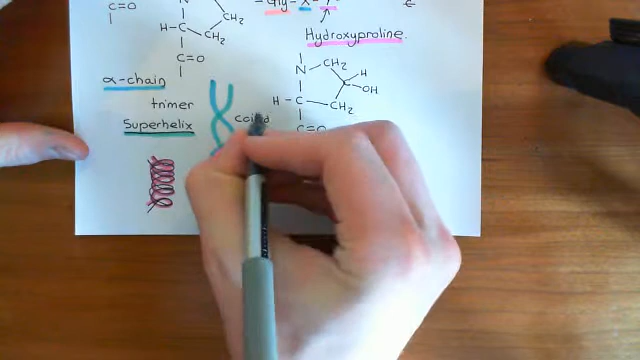 C=O
N
CH₂
- Gly - X - Y -
H-C-CH₂
Hydroxyproline.
C=O
α-chain
N-CH₂
C-H
OH
trimer
H-C-CH₂
Superhelix
C=O